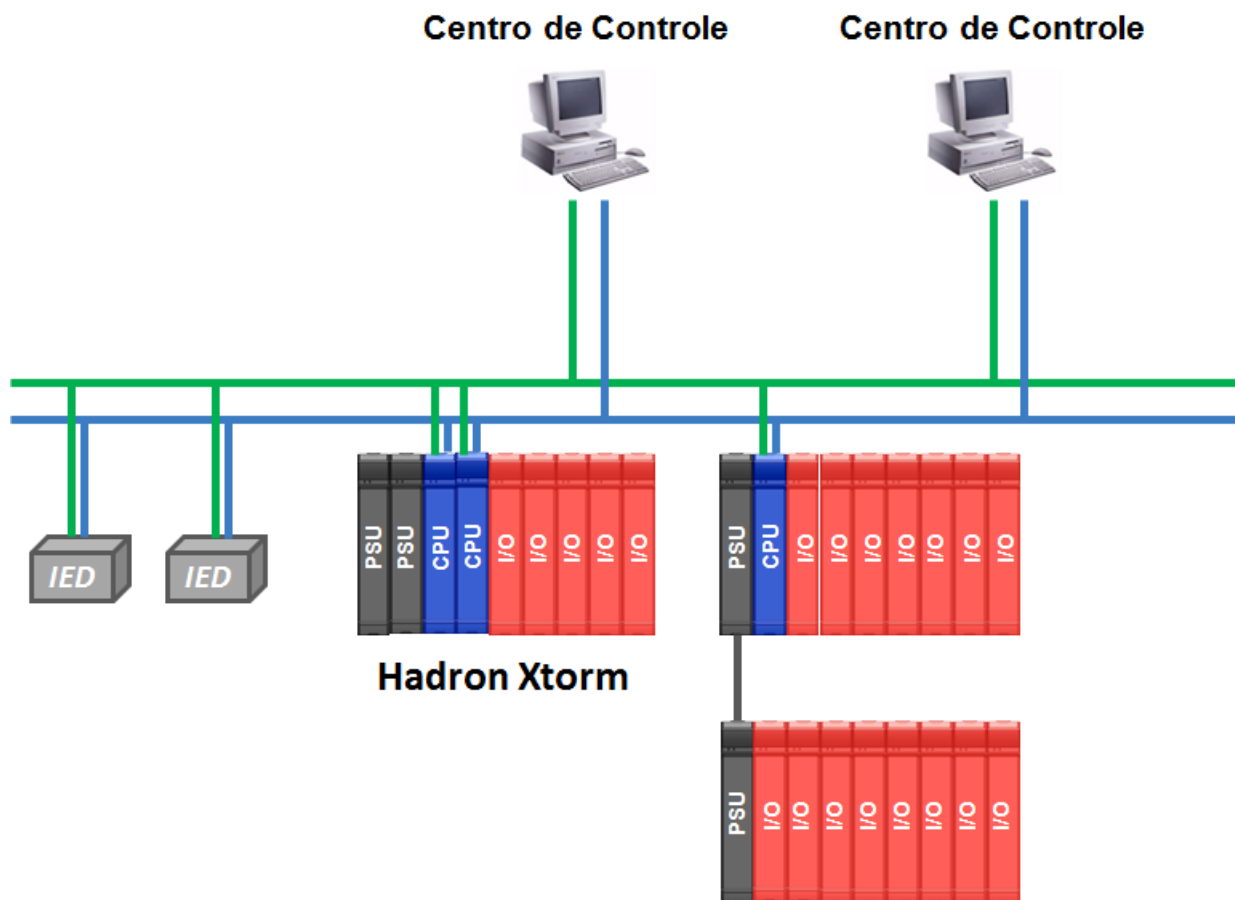 Centro de Controle
Centro de Controle
IED
IED
PSU
PSU
CPU
CPU
I/O
I/O
I/O
I/O
I/O
PSU
CPU
I/O
I/O
I/O
I/O
I/O
I/O
I/O
Hadron Xtorm
PSU
I/O
I/O
I/O
I/O
I/O
I/O
I/O
I/O